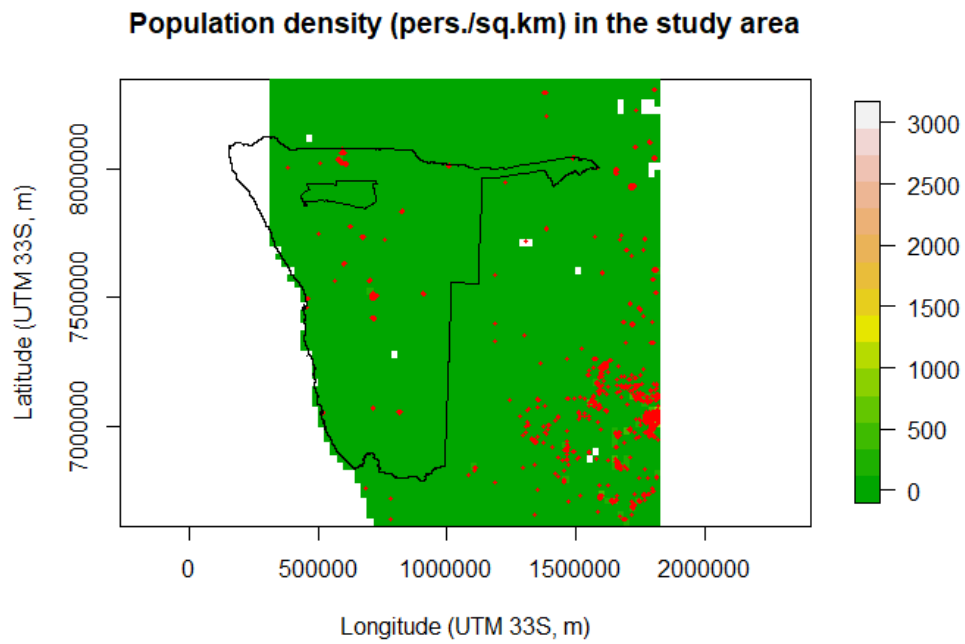 Population density (pers./sq.km) in the study area
Latitude (UTM 33S, m)
7000000 7500000 8000000
0 500000 1000000 1500000 2000000
Longitude (UTM 33S, m)
3000
2500
2000
1500
1000
500
0